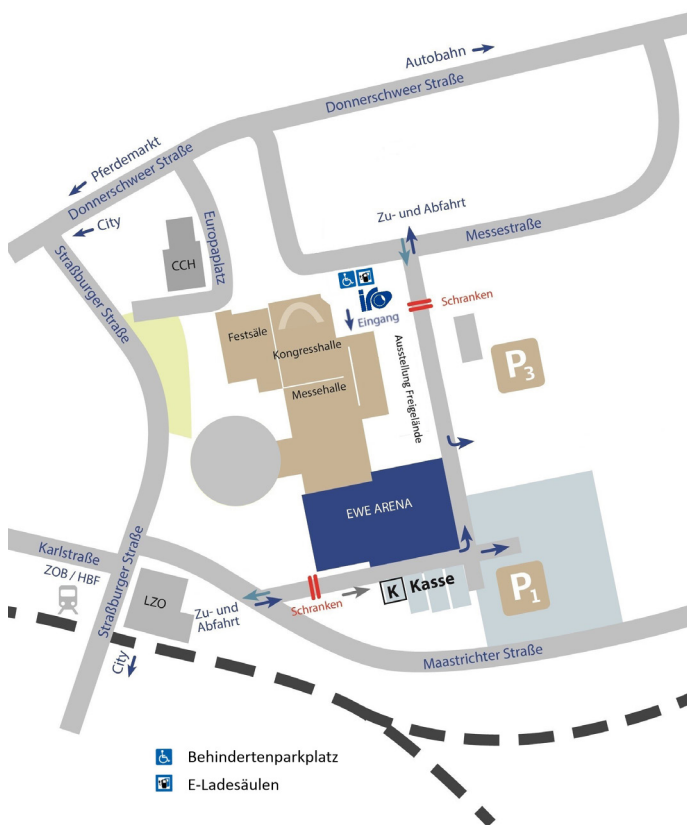 Autobahn
Donnerschweer Straße
Pferdemarkt
Donnerschweer Straße
City
Zu- und Abfahrt
Messestraße
Europaplatz
CCH
Straßburger Straße
iro
Schranken
Eingang
Festsäle
Kongresshalle
Messehalle
Ausstellung Freigelände
P3
EWE ARENA
Karlstraße
ZOB / HBF
Straßburger Straße
LZO
Zu- und
Abfahrt
Schranken
K Kasse
P1
City
Maastrichter Straße
Behindertenparkplatz
E-Ladesäulen